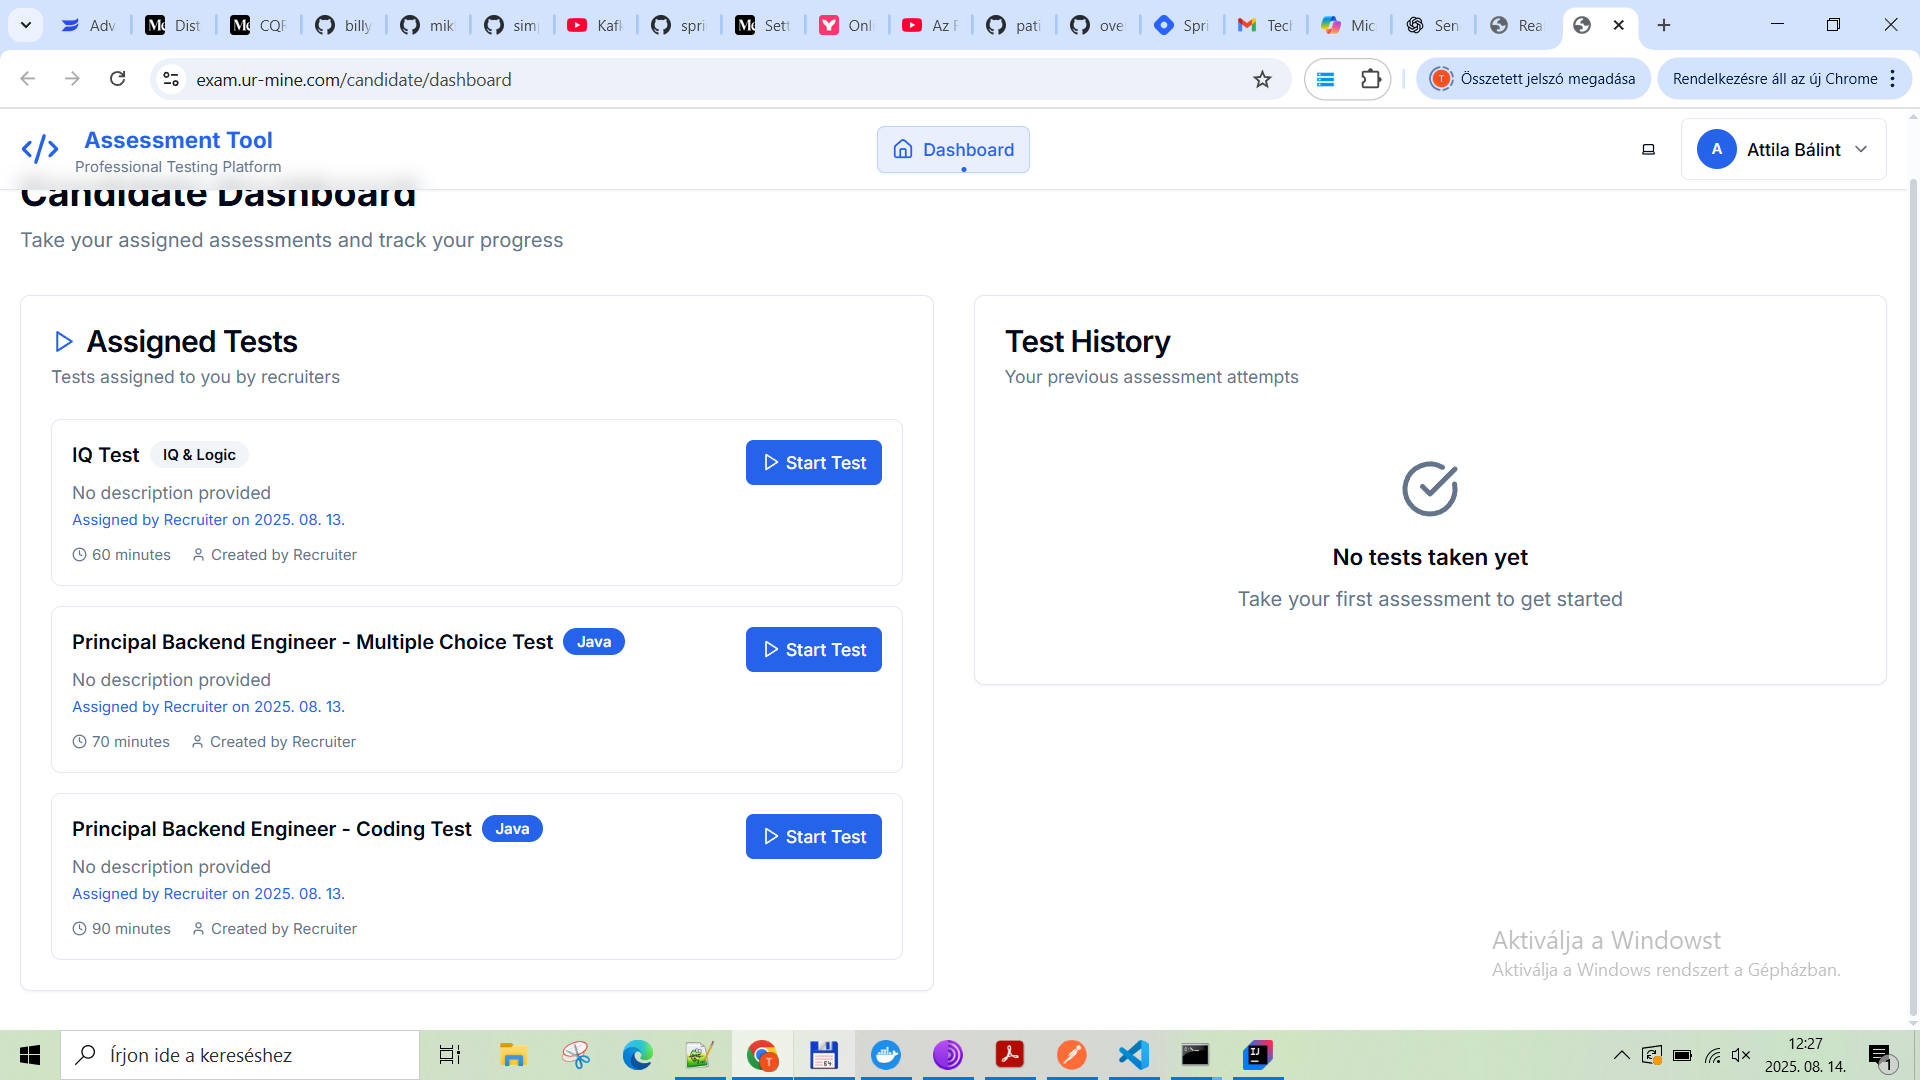 Adv
Dist
CQF
billy
mik
sim
Kafk
spri
Sett
Onli
Az F
pati
ove
Spri
Tech
Mic
Sen
Rea
exam.ur-mine.com/candidate/dashboard
Összetett jelszó megadása
Rendelkezésre áll az új Chrome
Assessment Tool
Professional Testing Platform
Dashboard
A
Attila Bálint
Candidate Dashboard
Take your assigned assessments and track your progress
Assigned Tests
Tests assigned to you by recruiters
IQ Test
IQ & Logic
Start Test
No description provided
Assigned by Recruiter on 2025. 08. 13.
60 minutes
Created by Recruiter
Principal Backend Engineer - Multiple Choice Test
Java
Start Test
No description provided
Assigned by Recruiter on 2025. 08. 13.
70 minutes
Created by Recruiter
Principal Backend Engineer - Coding Test
Java
Start Test
No description provided
Assigned by Recruiter on 2025. 08. 13.
90 minutes
Created by Recruiter
Test History
Your previous assessment attempts
No tests taken yet
Take your first assessment to get started
Aktiválja a Windowst
Aktiválja a Windows rendszert a Gépházban.
Írjon ide a kereséshez
12:27
2025. 08. 14.
1